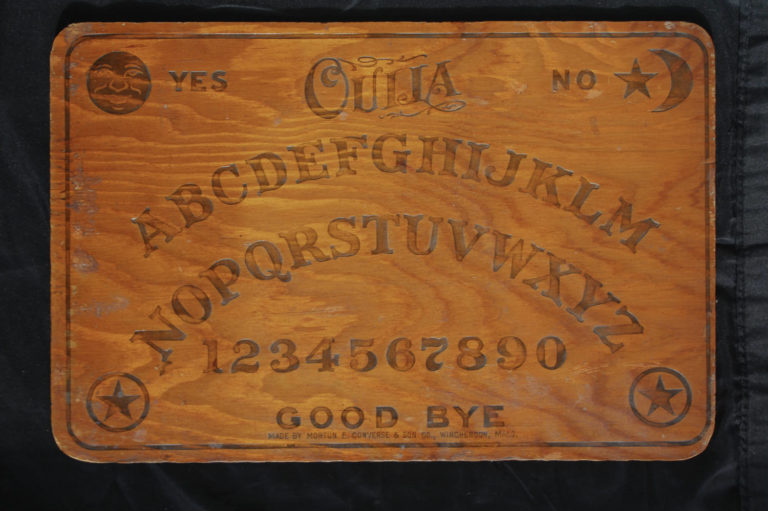 YES OUIJA NO
ABCDEFGHIJKLM
NOPQRSTUVWXYZ
1234567890
GOOD BYE
MADE BY MORTON E. CONVERSE & SON CO., WINCHENDON, MASS.